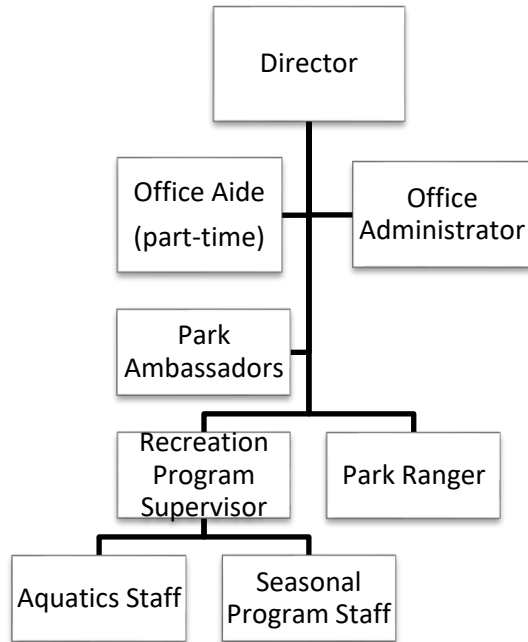 Director
Office Aide
(part-time)
Office
Administrator
Park
Ambassadors
Recreation
Program
Supervisor
Park Ranger
Aquatics Staff
Seasonal
Program Staff